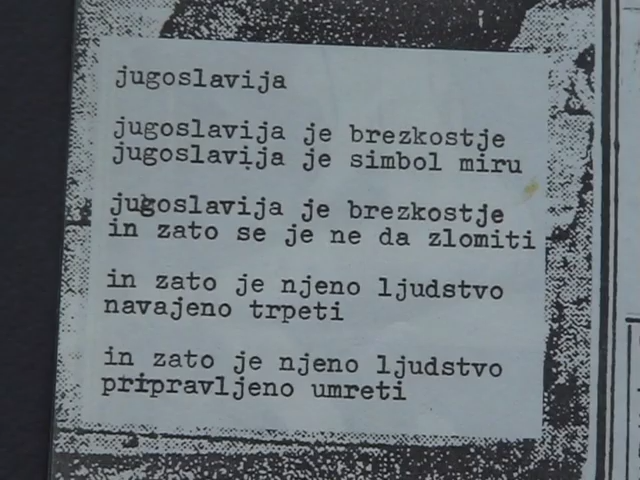 jugoslavija
jugoslavija je brezkostje
jugoslavija je simbol miru
jugoslavija je brezkostje
in zato se je ne da zlomiti
in zato je njeno ljudstvo
navajeno trpeti
in zato je njeno ljudstvo
pripravljeno umreti